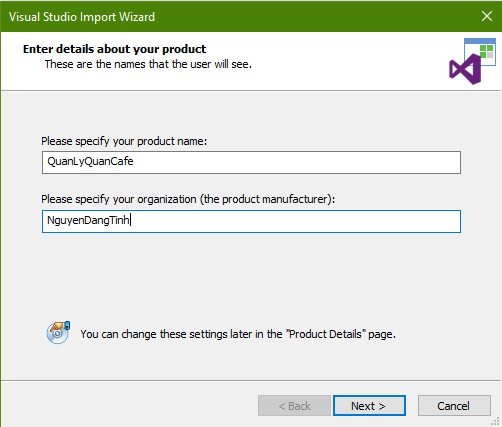 Visual Studio Import Wizard
Enter details about your product
These are the names that the user will see.
Please specify your product name:
QuanLyQuanCafe
Please specify your organization (the product manufacturer):
NguyenDangTinh
You can change these settings later in the "Product Details" page.
< Back
Next >
Cancel